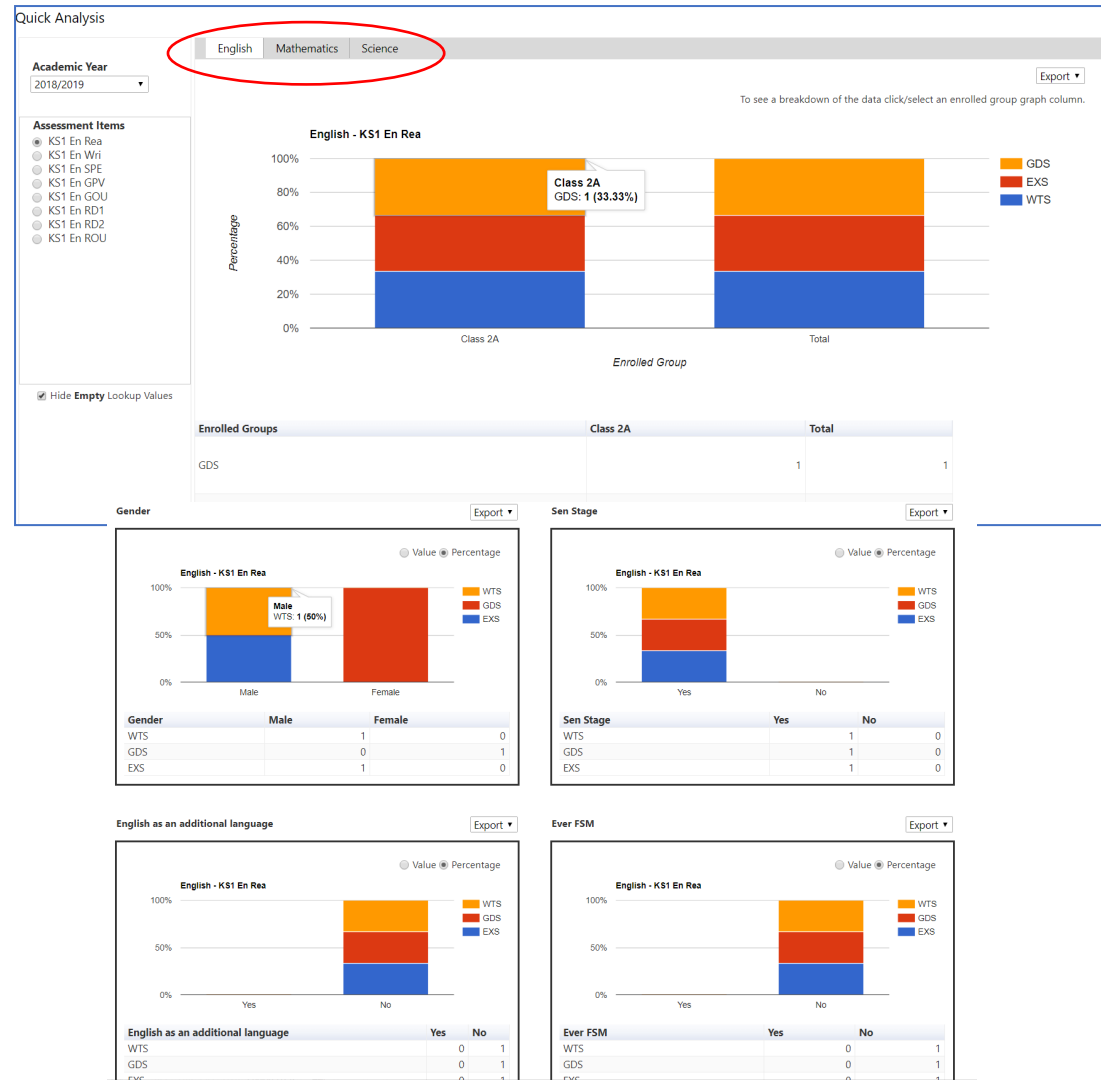 Quick Analysis
English Mathematics Science
Academic Year
2018/2019
Export
To see a breakdown of the data click/select an enrolled group graph column.
Assessment Items
KS1 En Rea
KS1 En Wri
KS1 En SPE
KS1 En GPV
KS1 En GOU
KS1 En RD1
KS1 En RD2
KS1 En ROU
Hide Empty Lookup Values
English - KS1 En Rea
100%
80%
60%
40%
20%
0%
Percentage
Class 2A
GDS: 1 (33.33%)
GDS
EXS
WTS
Class 2A Total
Enrolled Group
Enrolled Groups Class 2A Total
GDS 1 1
Gender Export
Value Percentage
English - KS1 En Rea
100%
50%
0%
Male
WTS: 1 (50%)
WTS
GDS
EXS
Male Female
Gender Male Female
WTS 1 0
GDS 0 1
EXS 1 0
Sen Stage Export
Value Percentage
English - KS1 En Rea
100%
50%
0%
WTS
GDS
EXS
Yes No
Sen Stage Yes No
WTS 1 0
GDS 1 0
EXS 1 0
English as an additional language Export
Value Percentage
English - KS1 En Rea
100%
50%
0%
WTS
GDS
EXS
Yes No
English as an additional language Yes No
WTS 0 1
GDS 0 1
EXS 0 1
Ever FSM Export
Value Percentage
English - KS1 En Rea
100%
50%
0%
WTS
GDS
EXS
Yes No
Ever FSM Yes No
WTS 0 1
GDS 0 1
EXS 0 1